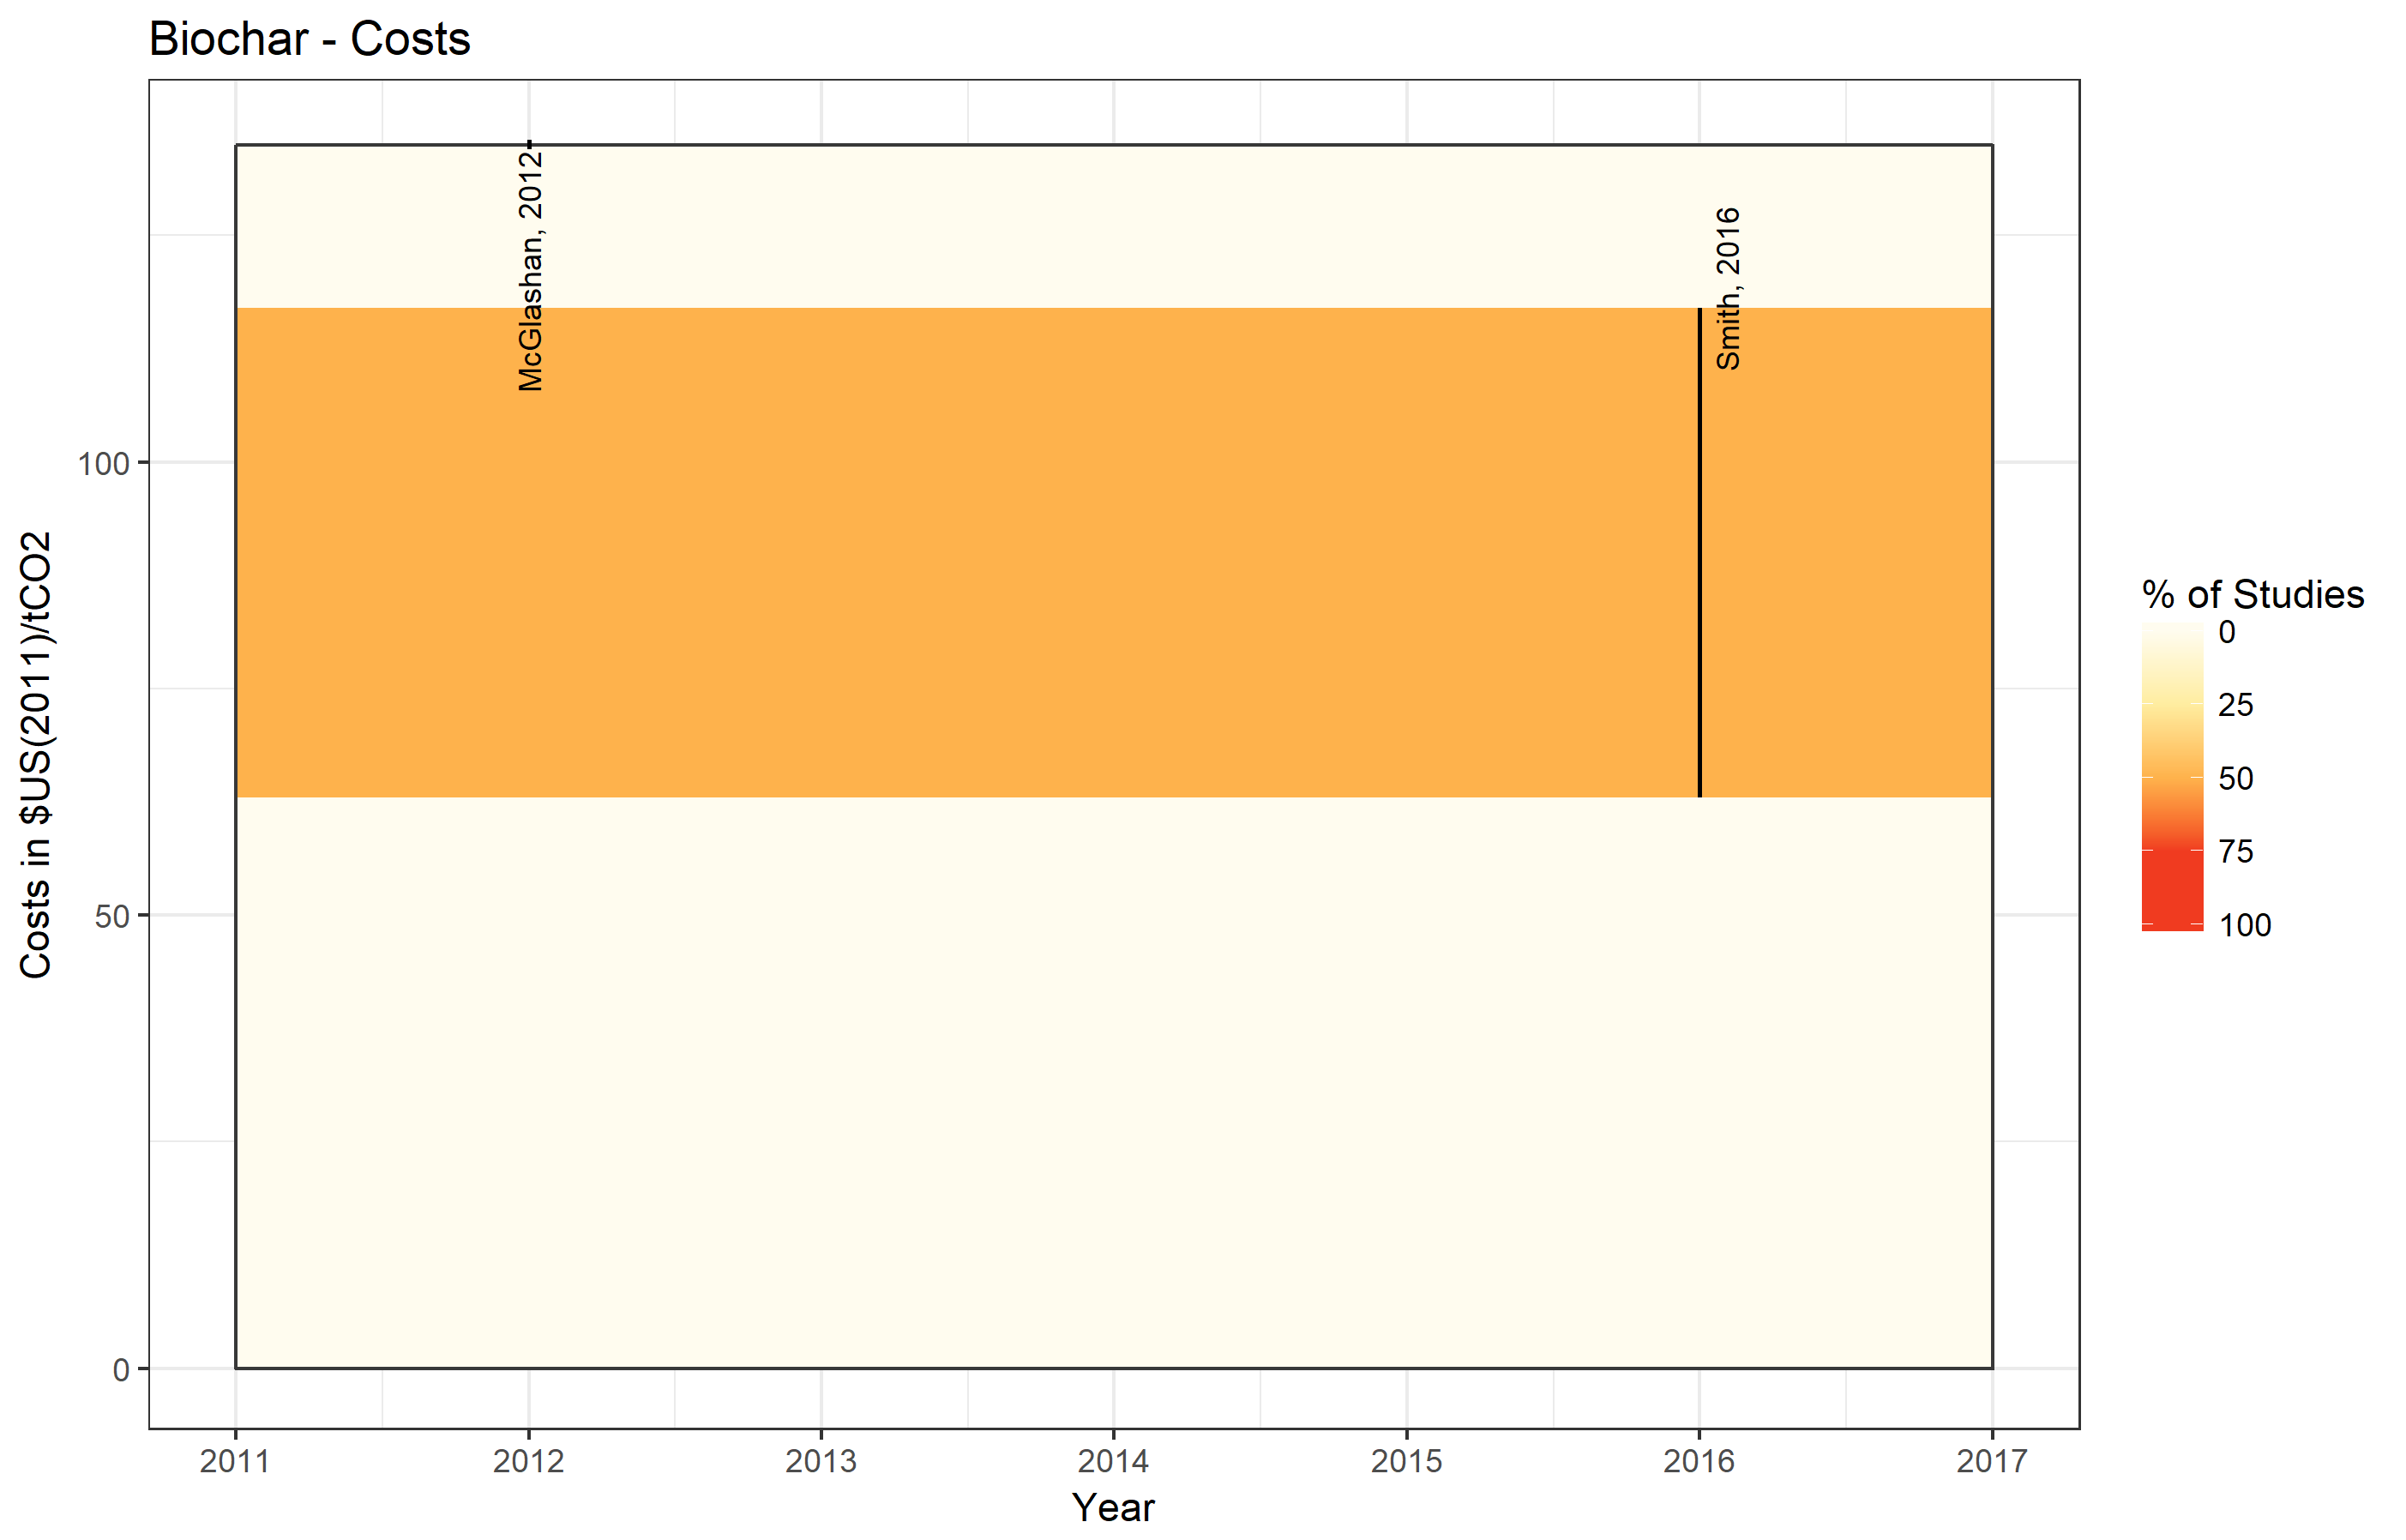 Biochar - Costs
McGlashan, 2012
Smith, 2016
Costs in $US(2011)/tCO2
100
50
0
2011
2012
2013
2014
2015
2016
2017
Year
% of Studies
0
25
50
75
100